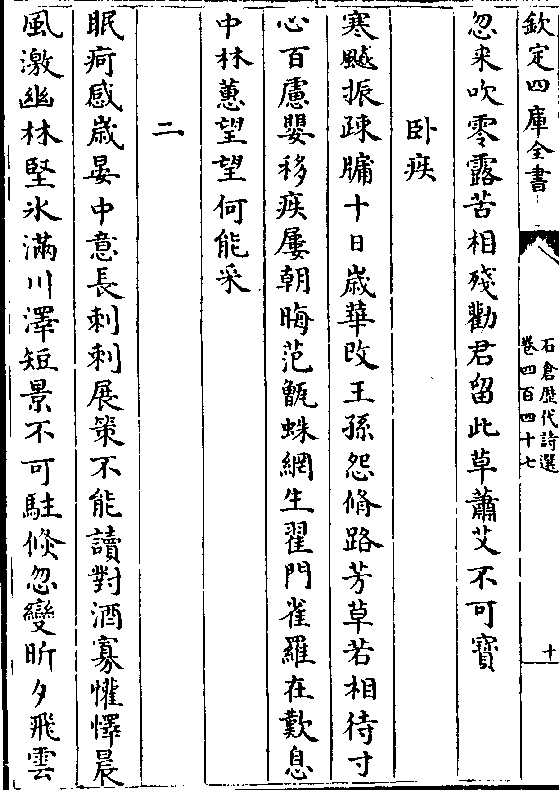 欽定四庫全書
石倉歷代詩選
卷四百四十七
十
忽来吹零露苦相殘勸君留此草蕭艾不可寶
卧疾
寒飈振疎牗十日歲華改王孫怨脩路芳草若相待寸
心百慮嬰移疾屢朝晦范甑蛛網生翟門雀羅在歎息
中林蕙望望何能采
二
眠疴感歲晏中意長刺刺展策不能讀對酒寡懽懌晨
風激幽林堅氷滿川澤短景不可駐倐忽變昕夕飛雲